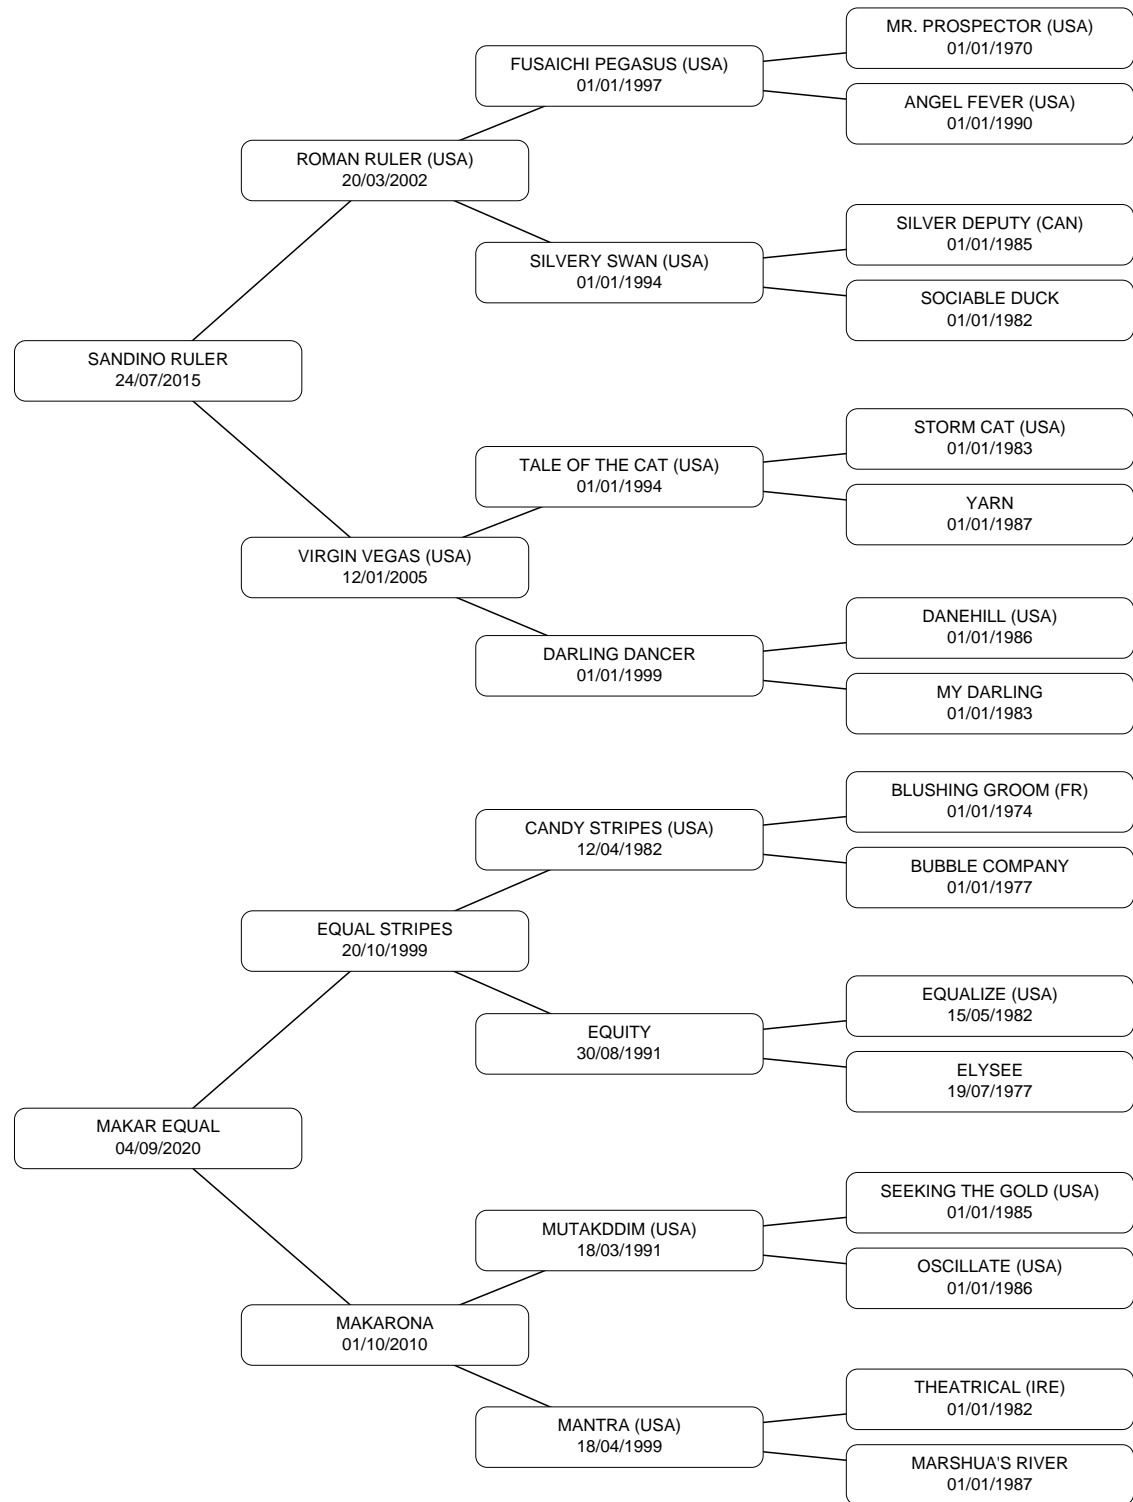 MR. PROSPECTOR (USA)
01/01/1970
FUSAICHI PEGASUS (USA)
01/01/1997
ANGEL FEVER (USA)
01/01/1990
ROMAN RULER (USA)
20/03/2002
SILVER DEPUTY (CAN)
01/01/1985
SILVERY SWAN (USA)
01/01/1994
SOCIABLE DUCK
01/01/1982
SANDINO RULER
24/07/2015
STORM CAT (USA)
01/01/1983
TALE OF THE CAT (USA)
01/01/1994
YARN
01/01/1987
VIRGIN VEGAS (USA)
12/01/2005
DANEHILL (USA)
01/01/1986
DARLING DANCER
01/01/1999
MY DARLING
01/01/1983
BLUSHING GROOM (FR)
01/01/1974
CANDY STRIPES (USA)
12/04/1982
BUBBLE COMPANY
01/01/1977
EQUAL STRIPES
20/10/1999
EQUALIZE (USA)
15/05/1982
EQUITY
30/08/1991
ELYSEE
19/07/1977
MAKAR EQUAL
04/09/2020
SEEKING THE GOLD (USA)
01/01/1985
MUTAKDDIM (USA)
18/03/1991
OSCILLATE (USA)
01/01/1986
MAKARONA
01/10/2010
THEATRICAL (IRE)
01/01/1982
MANTRA (USA)
18/04/1999
MARSHUA'S RIVER
01/01/1987